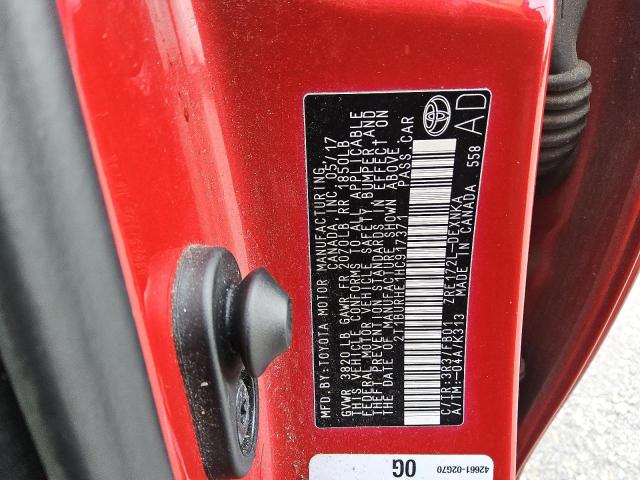 MFD.BY:TOYOTA MOTOR MANUFACTURING
CANADA, INC. 05/17
GVWR 3820 LB GAWR FR 2070LB RR 1850LB
THIS VEHICLE CONFORMS TO ALL APPLICABLE
FEDERAL MOTOR VEHICLE SAFETY, BUMPER AND
THEFT PREVENTION STANDARDS IN EFFECT ON
THE DATE OF MANUFACTURE SHOWN ABOVE.
2T1BURHE1HC917371 PASS.CAR
C/TR:3R3/FB01 ZRE172L-DEXNKA AD
A/TM:-04A/K313 MADE IN CANADA 558
42661-02G70
0G